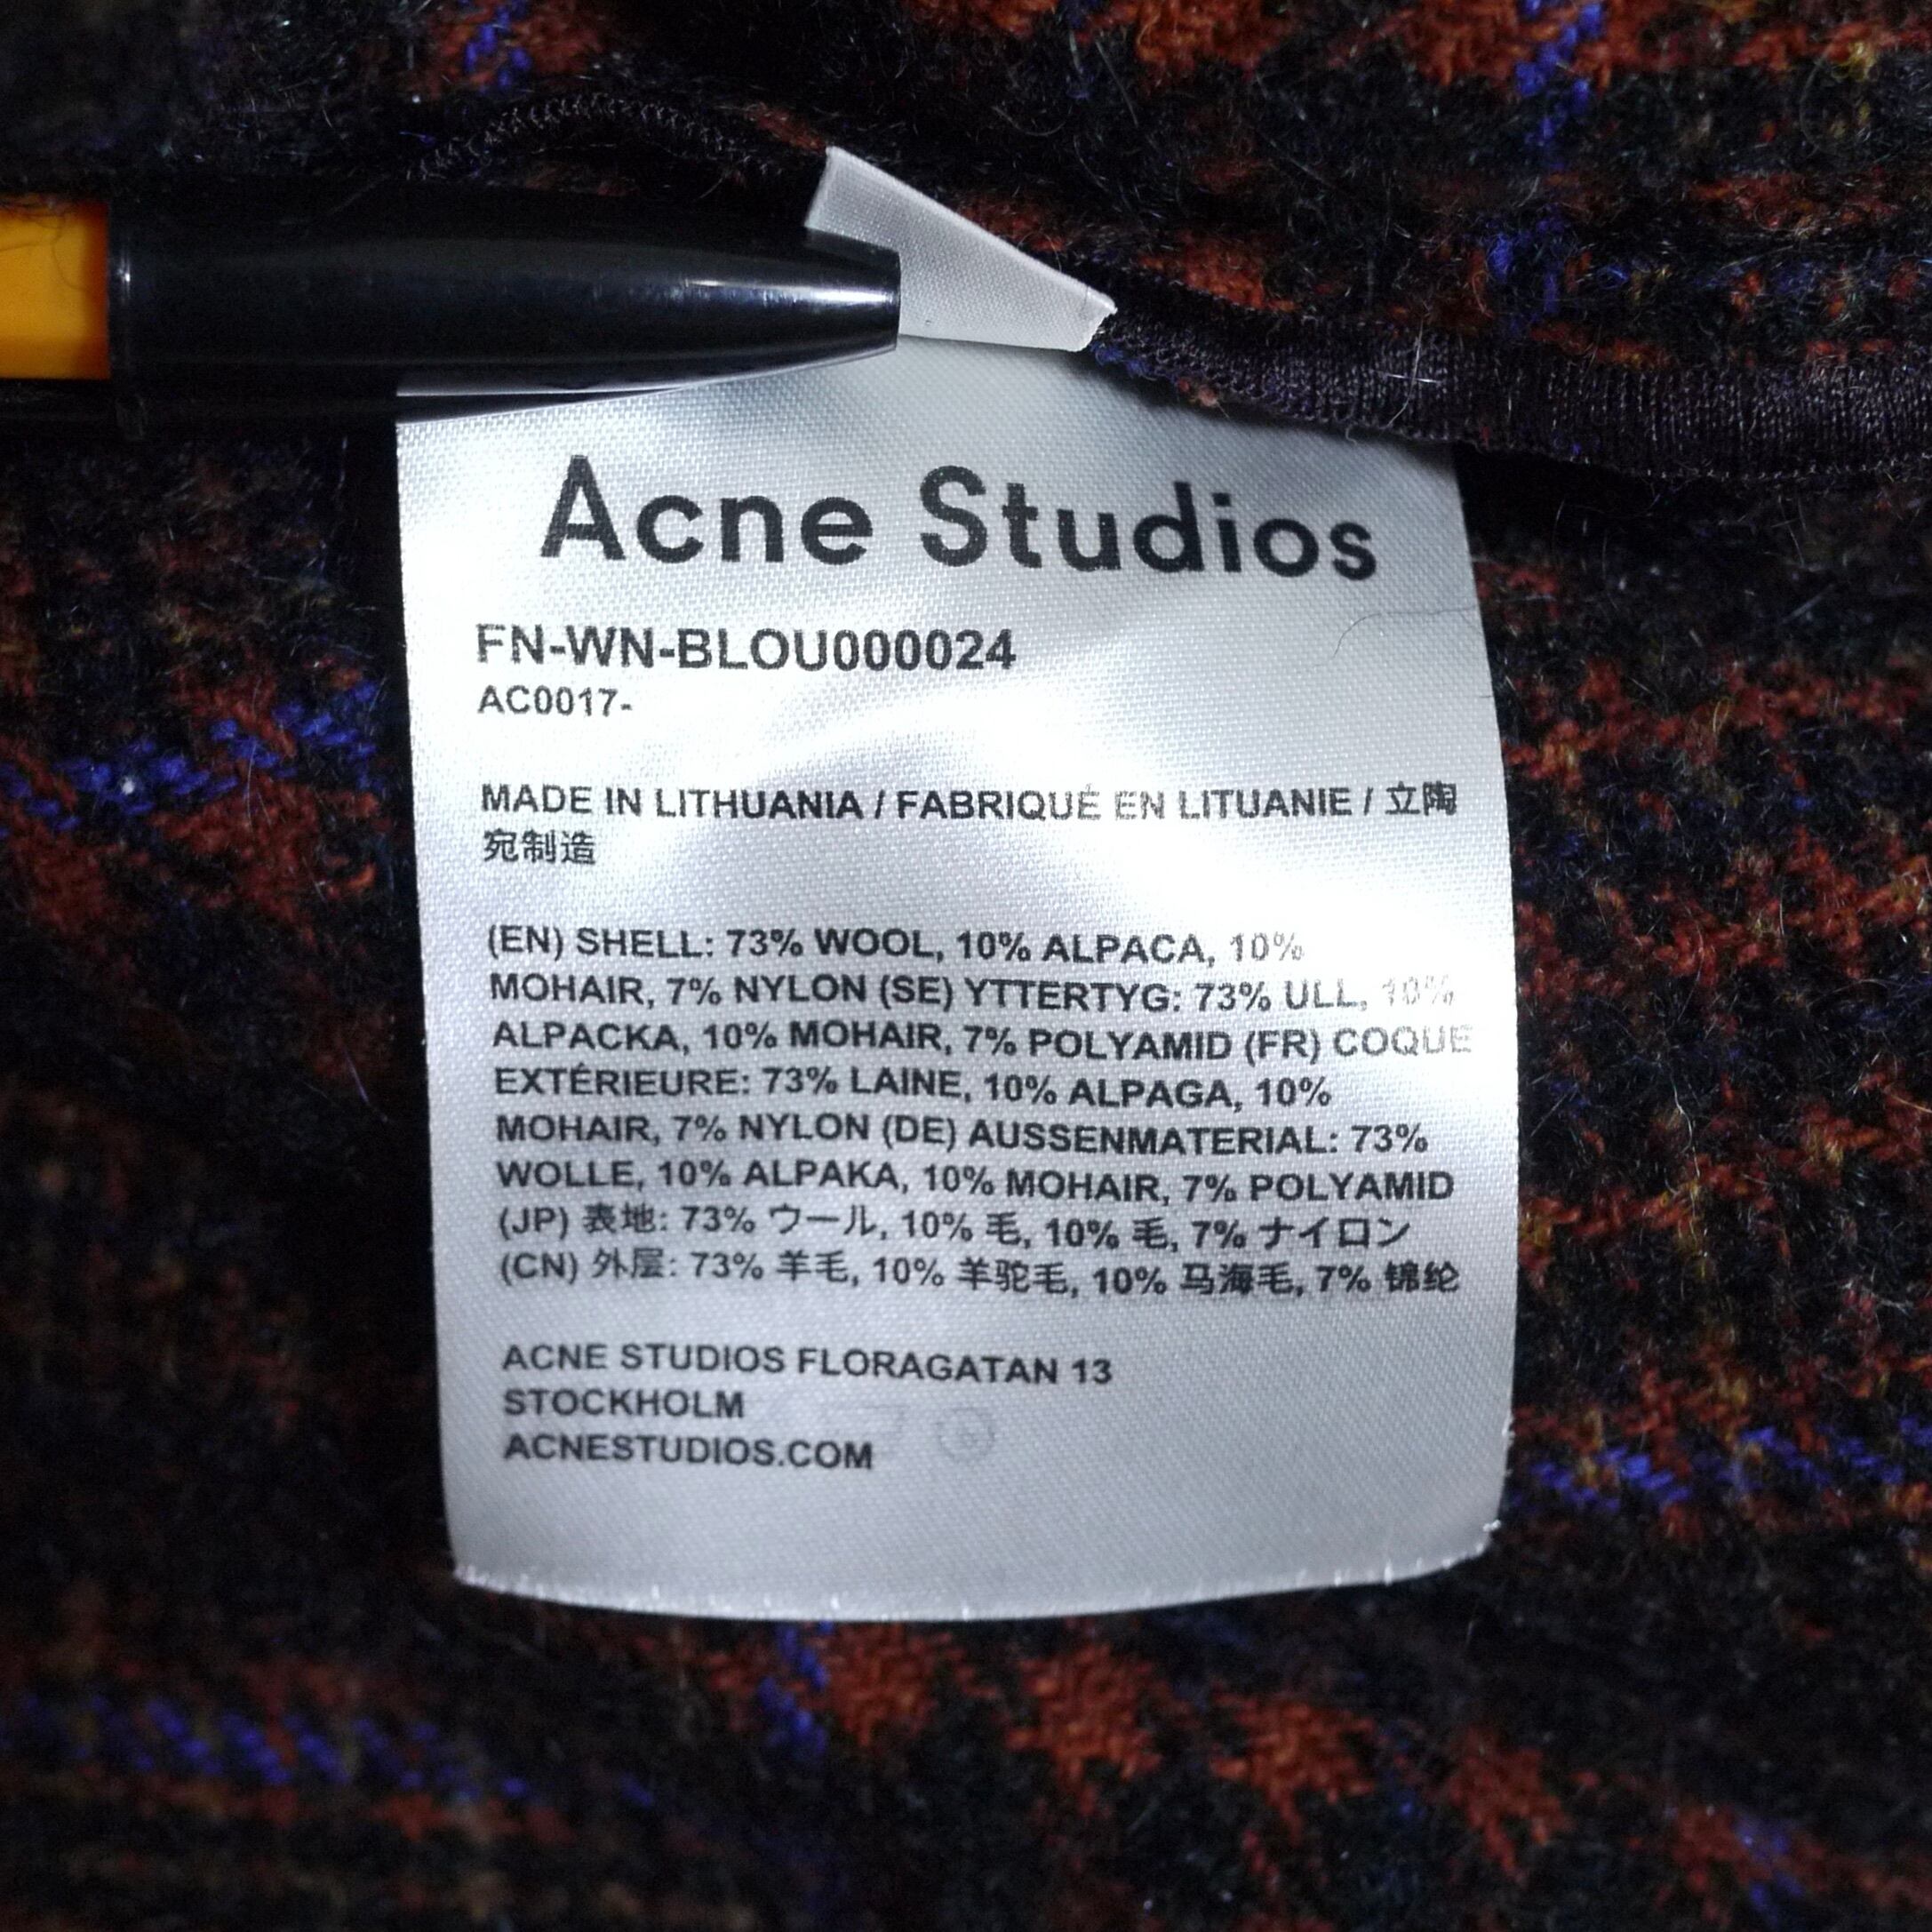 Acne Studios
FN-WN-BLOU000024
AC0017-
MADE IN LITHUANIA / FABRIQUÉ EN LITUANIE / 立陶
宛制造
(EN) SHELL: 73% WOOL, 10% ALPACA, 10%
MOHAIR, 7% NYLON (SE) YTTERTYG: 73% ULL, 10%
ALPACKA, 10% MOHAIR, 7% POLYAMID (FR) COQUE
EXTÉRIEURE: 73% LAINE, 10% ALPAGA, 10%
MOHAIR, 7% NYLON (DE) AUSSENMATERIAL: 73%
WOLLE, 10% ALPAKA, 10% MOHAIR, 7% POLYAMID
(JP) 表地: 73% ウール, 10% 毛, 10% 毛, 7% ナイロン
(CN) 外层: 73% 羊毛, 10% 羊驼毛, 10% 马海毛, 7% 锦纶
ACNE STUDIOS FLORAGATAN 13
STOCKHOLM
ACNESTUDIOS.COM